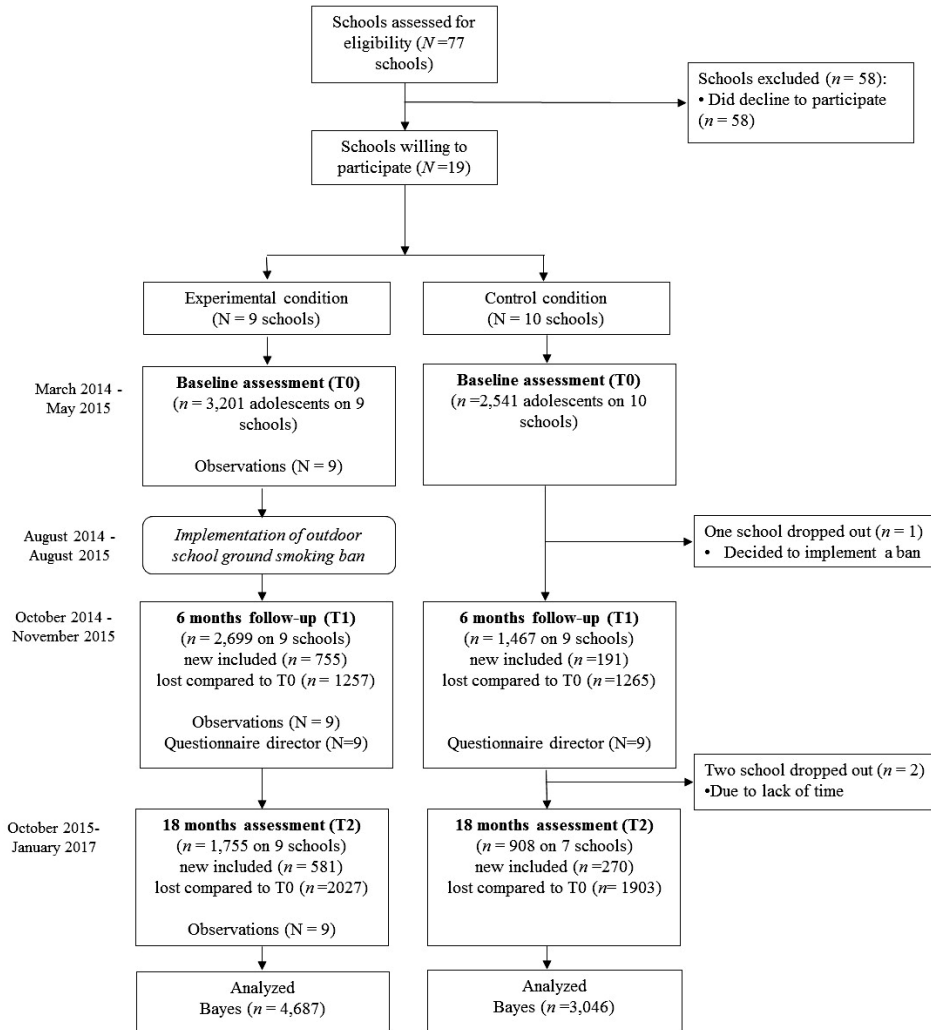 Schools assessed for
eligibility (N =77
schools)
Schools excluded (n = 58):
• Did decline to participate
(n = 58)
Schools willing to
participate (N=19)
Experimental condition
(N = 9 schools)
Control condition
(N = 10 schools)
March 2014 -
May 2015
Baseline assessment (T0)
(n = 3,201 adolescents on 9
schools)
Observations (N = 9)
Baseline assessment (T0)
(n =2,541 adolescents on 10
schools)
August 2014 -
August 2015
Implementation of outdoor
school ground smoking ban
One school dropped out (n = 1)
• Decided to implement a ban
October 2014 -
November 2015
6 months follow-up (T1)
(n = 2,699 on 9 schools)
new included (n = 755)
lost compared to T0 (n = 1257)
Observations (N = 9)
Questionnaire director (N=9)
6 months follow-up (T1)
(n = 1,467 on 9 schools)
new included (n =191)
lost compared to T0 (n =1265)
Questionnaire director (N=9)
Two school dropped out (n = 2)
•Due to lack of time
October 2015-
January 2017
18 months assessment (T2)
(n = 1,755 on 9 schools)
new included (n = 581)
lost compared to T0 (n =2027)
Observations (N = 9)
18 months assessment (T2)
(n = 908 on 7 schools)
new included (n =270)
lost compared to T0 (n= 1903)
Analyzed
Bayes n = 4,687
Analyzed
Bayes (n =3,046